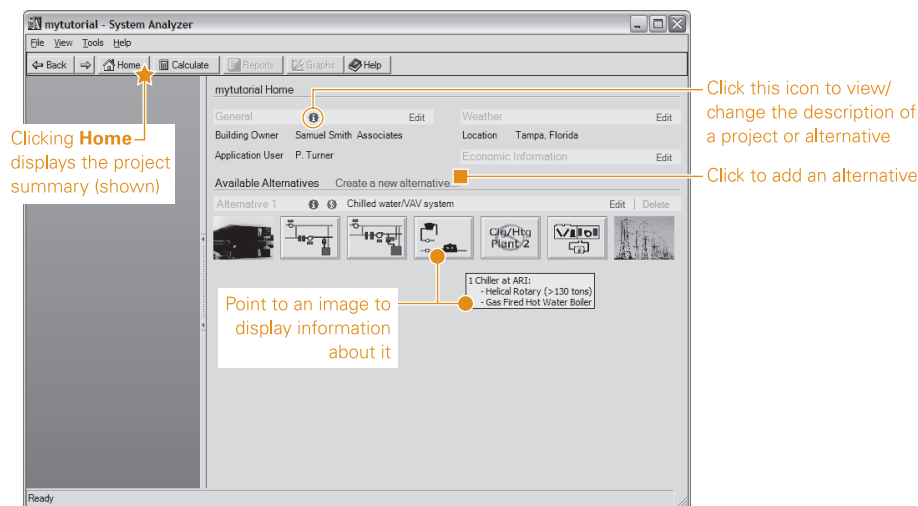 mytutorial - System Analyzer
File View Tools Help
Back Home Calculate Reports Graphs Help
mytutorial Home
General Edit Weather Edit
Building Owner Samuel Smith Associates Location Tampa, Florida
Application User P. Turner Economic Information Edit
Available Alternatives Create a new alternative...
Alternative 1 Chilled water/VAV system Edit | Delete
Clg/Htg
Plant 2
1 Chiller at ARI:
- Helical Rotary (>130 tons)
- Gas Fired Hot Water Boiler
Ready
Clicking Home
displays the project
summary (shown)
Click this icon to view/
change the description of
a project or alternative
Click to add an alternative
Point to an image to
display information
about it